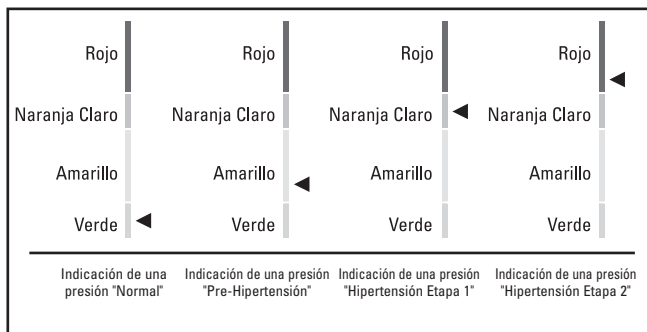 Rojo Rojo Rojo Rojo
Naranja Claro Naranja Claro Naranja Claro Naranja Claro
Amarillo Amarillo Amarillo Amarillo
Verde Verde Verde Verde
Indicación de una Indicación de una presión Indicación de una presión Indicación de una presión
presión "Normal" "Pre-Hipertensión" "Hipertensión Etapa 1" "Hipertensión Etapa 2"